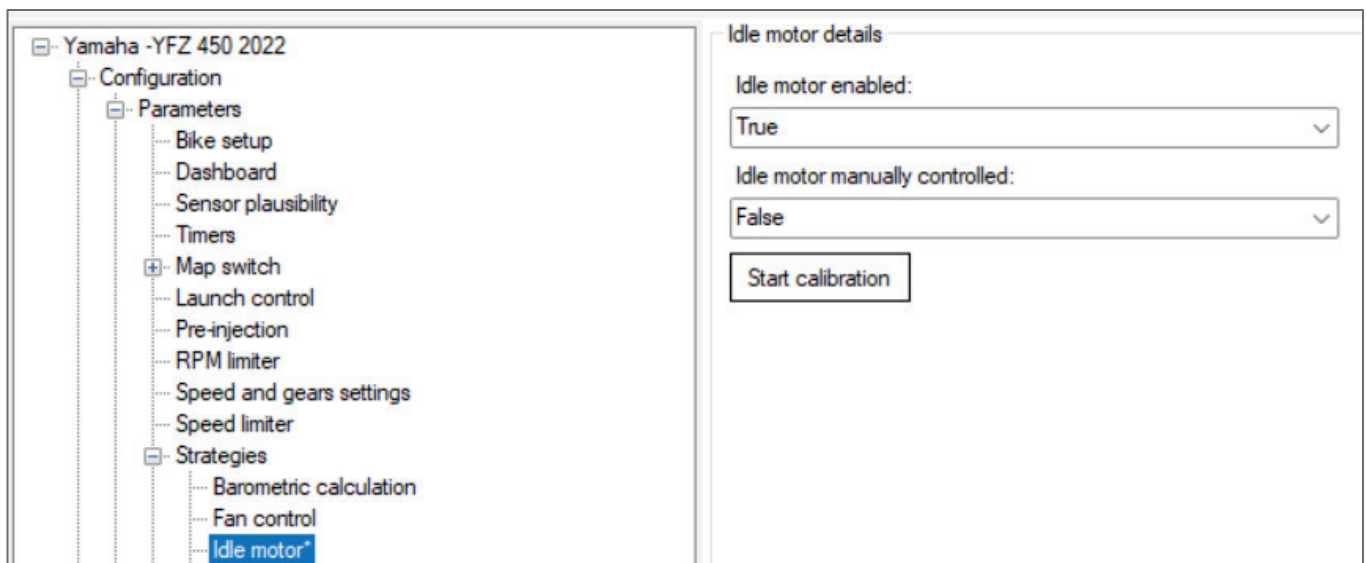 Yamaha -YFZ 450 2022
Configuration
Parameters
Bike setup
Dashboard
Sensor plausibility
Timers
Map switch
Launch control
Pre-injection
RPM limiter
Speed and gears settings
Speed limiter
Strategies
Barometric calculation
Fan control
Idle motor*
Idle motor details
Idle motor enabled:
True
Idle motor manually controlled:
False
Start calibration